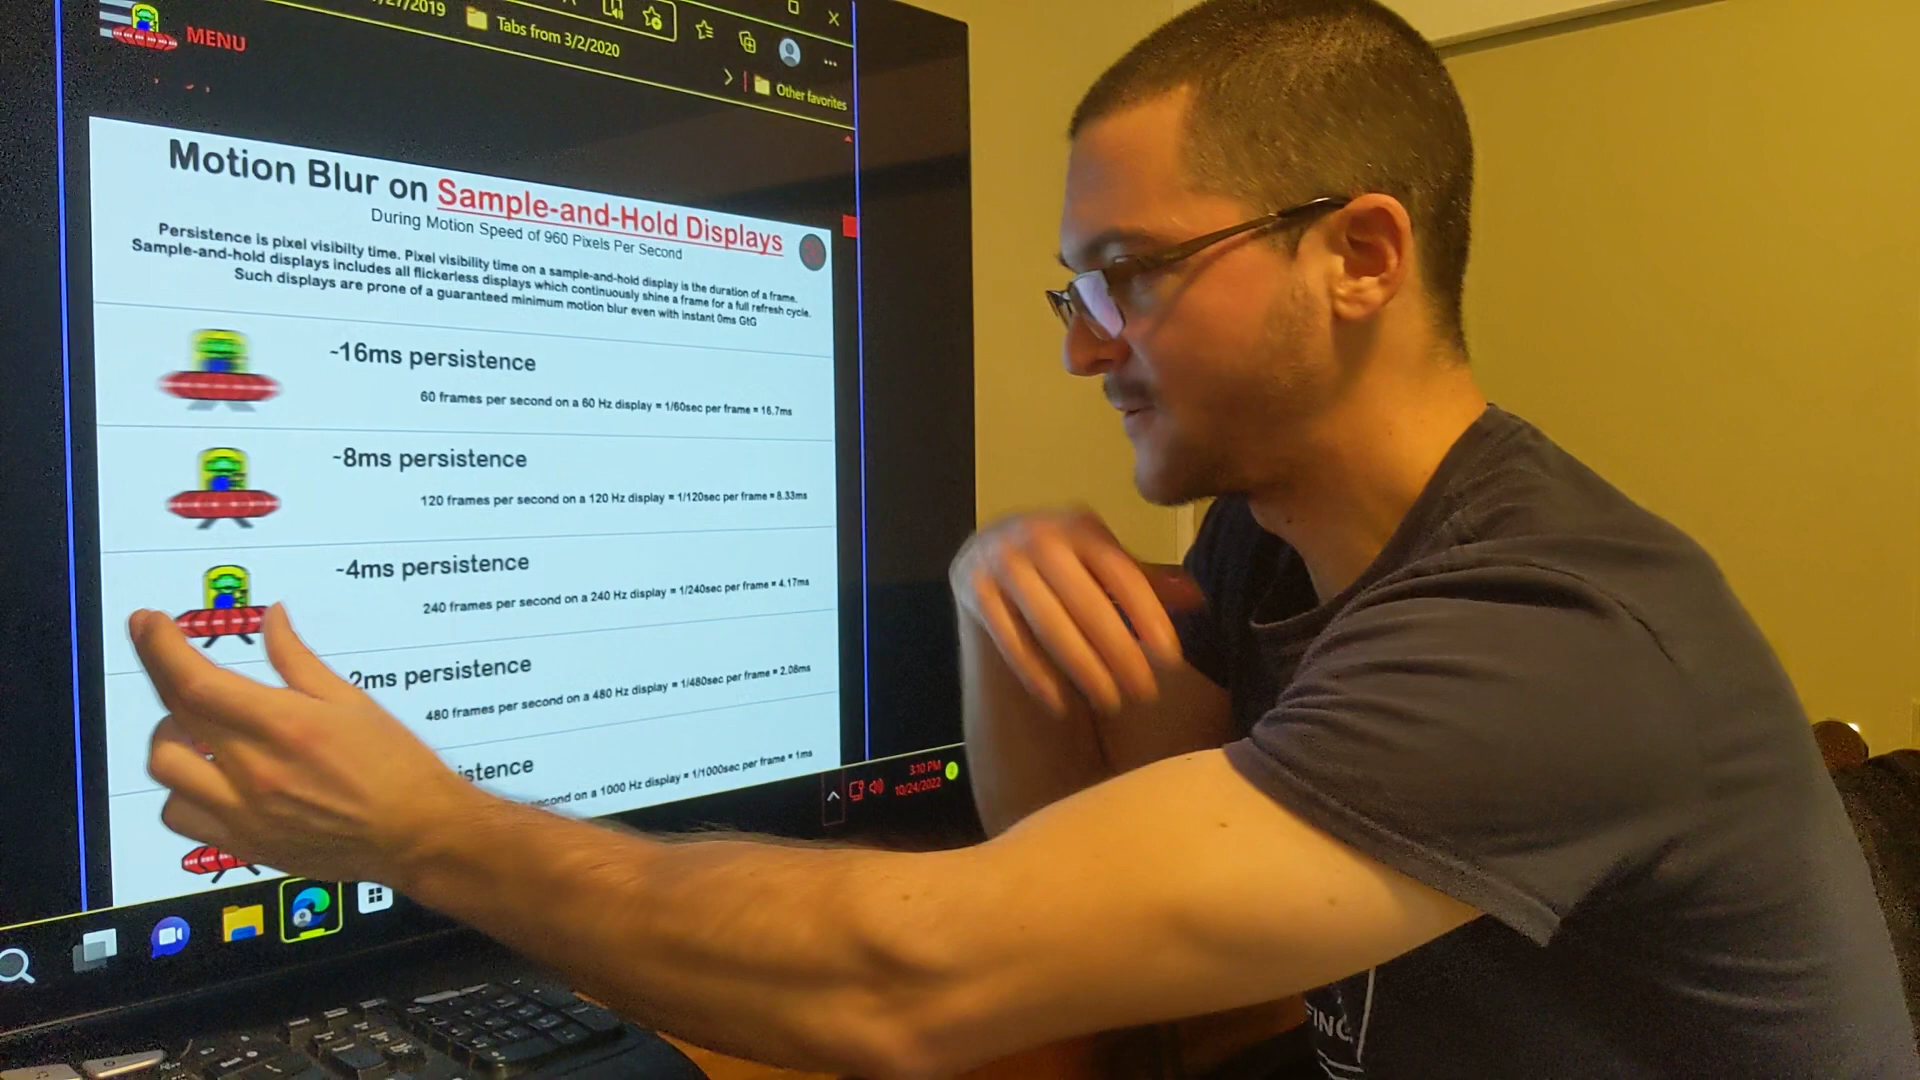 /2019
Tabs from 3/2/2020
MENU
Other favorites
Motion Blur on Sample-and-Hold Displays
During Motion Speed of 960 Pixels Per Second
Persistence is pixel visibilty time. Pixel visibility time on a sample-and-hold display is the duration of a frame.
Sample-and-hold displays includes all flickerless displays which continuously shine a frame for a full refresh cycle.
Such displays are prone of a guaranteed minimum motion blur even with instant 0ms GtG
~16ms persistence
60 frames per second on a 60 Hz display = 1/60sec per frame = 16.7ms
~8ms persistence
120 frames per second on a 120 Hz display = 1/120sec per frame = 8.33ms
~4ms persistence
240 frames per second on a 240 Hz display = 1/240sec per frame = 4.17ms
2ms persistence
480 frames per second on a 480 Hz display = 1/480sec per frame = 2.08ms
istence
econd on a 1000 Hz display = 1/1000sec per frame = 1ms
3:10 PM
10/24/2022
FING